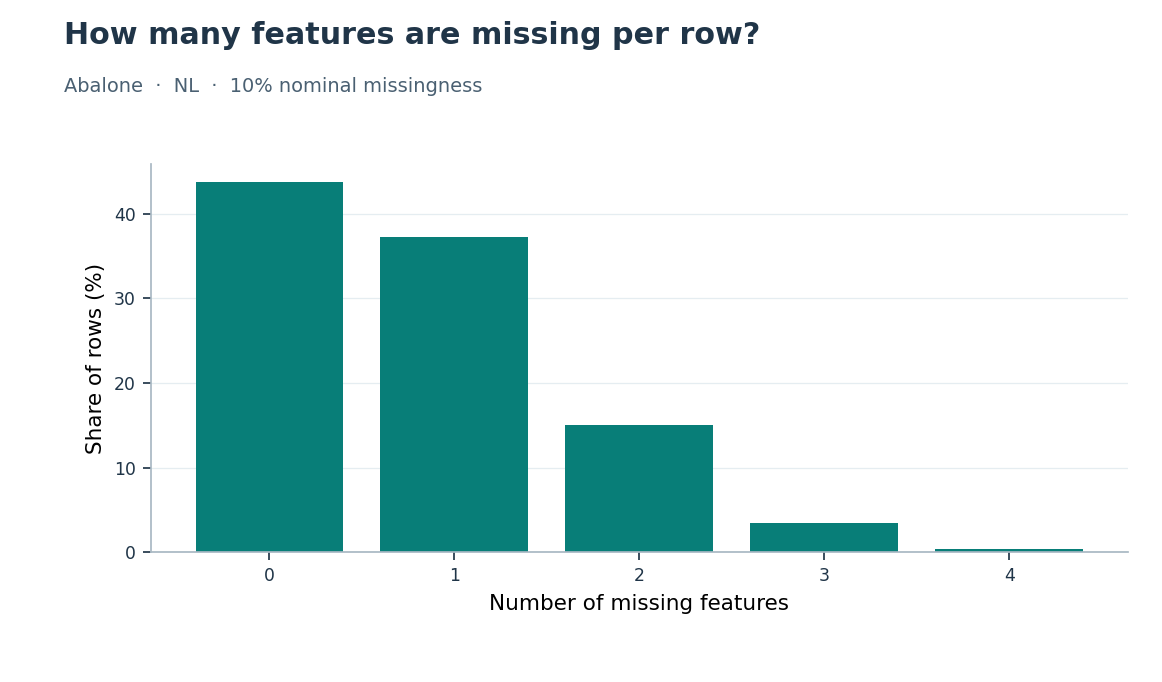 How many features are missing per row?
Abalone · NL · 10% nominal missingness
Share of rows (%)
40
30
20
10
0
0 1 2 3 4
Number of missing features